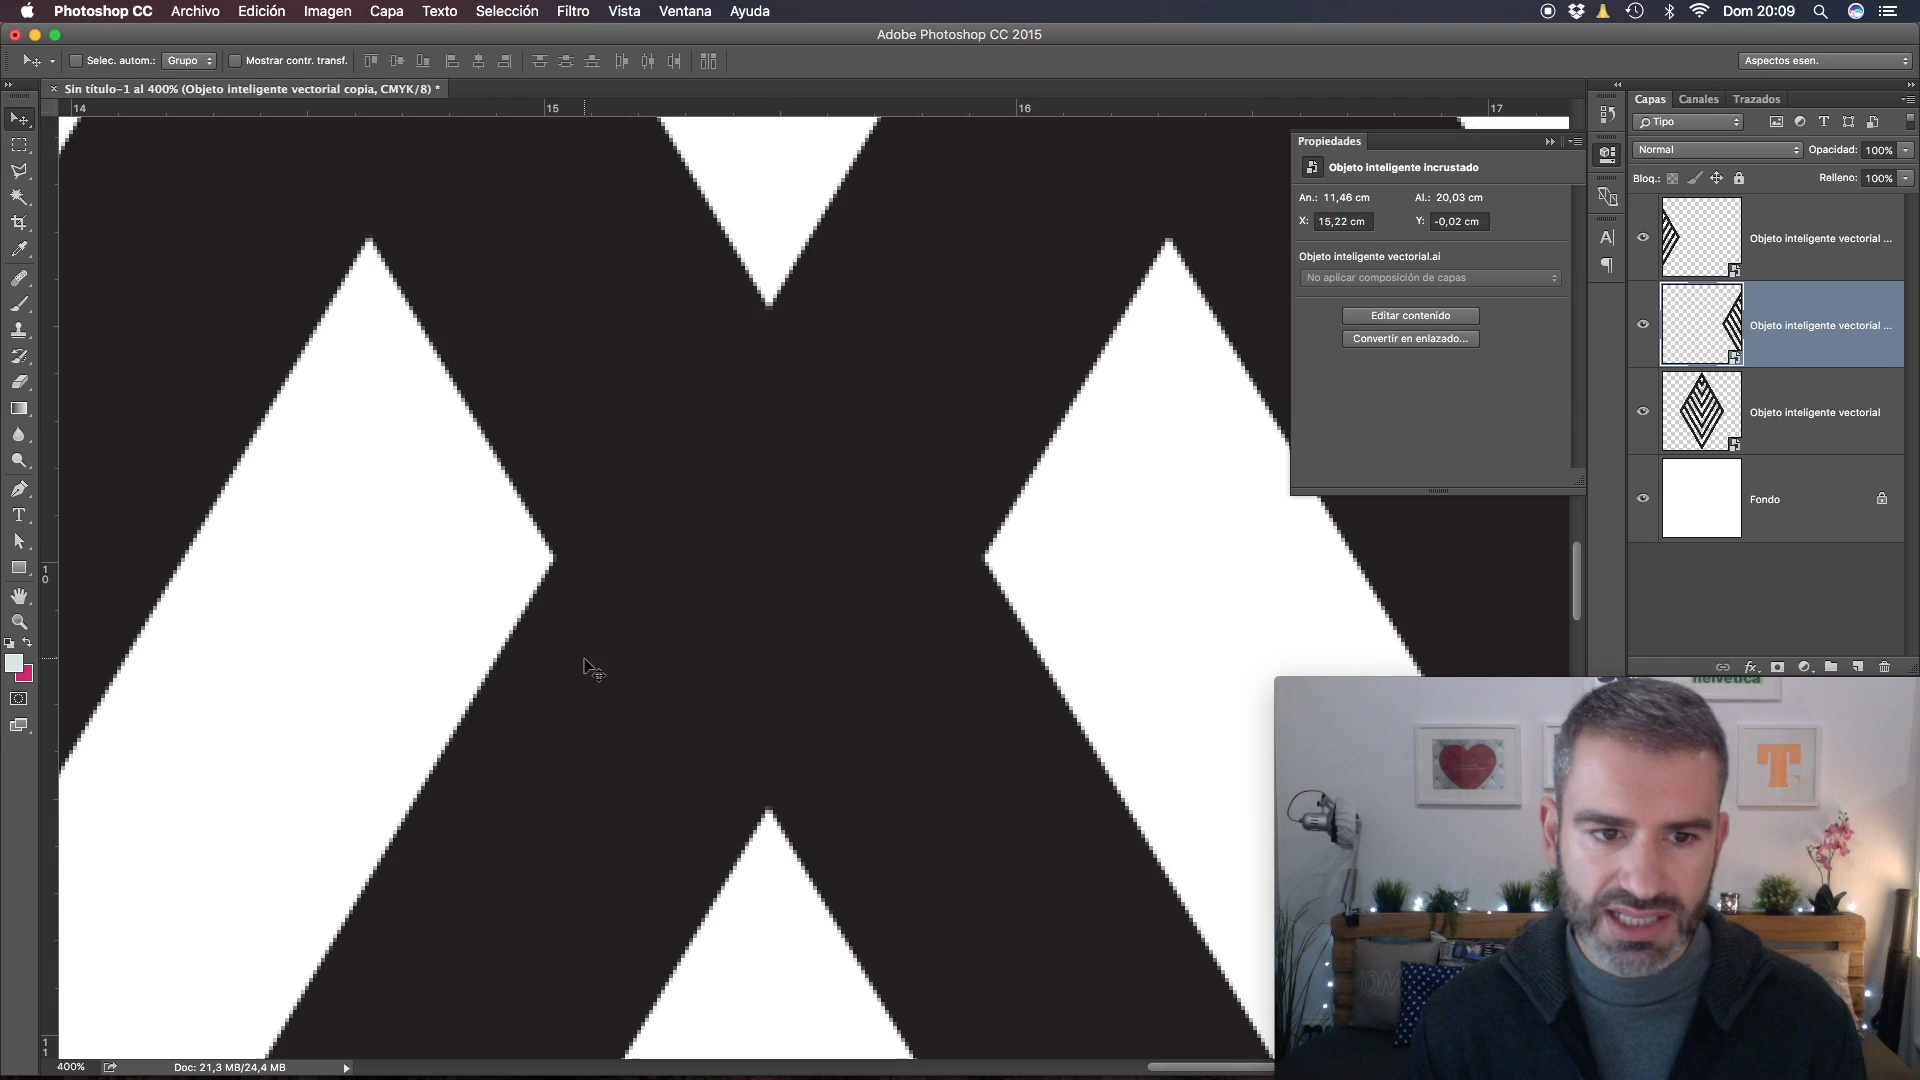 Photoshop CC Archivo Edición Imagen Capa Texto Selección Filtro Vista Ventana Ayuda Dom 20:09
Adobe Photoshop CC 2015
Selec. autom.: Grupo Mostrar contr. transf. Aspectos esen.
× Sin título-1 al 400% (Objeto inteligente vectorial copia, CMYK/8) *
14 15 16 17
Propiedades
Objeto inteligente incrustado
An.: 11,46 cm Al.: 20,03 cm
X: 15,22 cm Y: -0,02 cm
Objeto inteligente vectorial.ai
No aplicar composición de capas
Editar contenido
Convertir en enlazado...
Capas Canales Trazados
Tipo
Normal Opacidad: 100%
Bloq.: Relleno: 100%
Objeto inteligente vectorial ...
Objeto inteligente vectorial ...
Objeto inteligente vectorial
Fondo
10
11
helvetica
T
400% Doc: 21,3 MB/24,4 MB